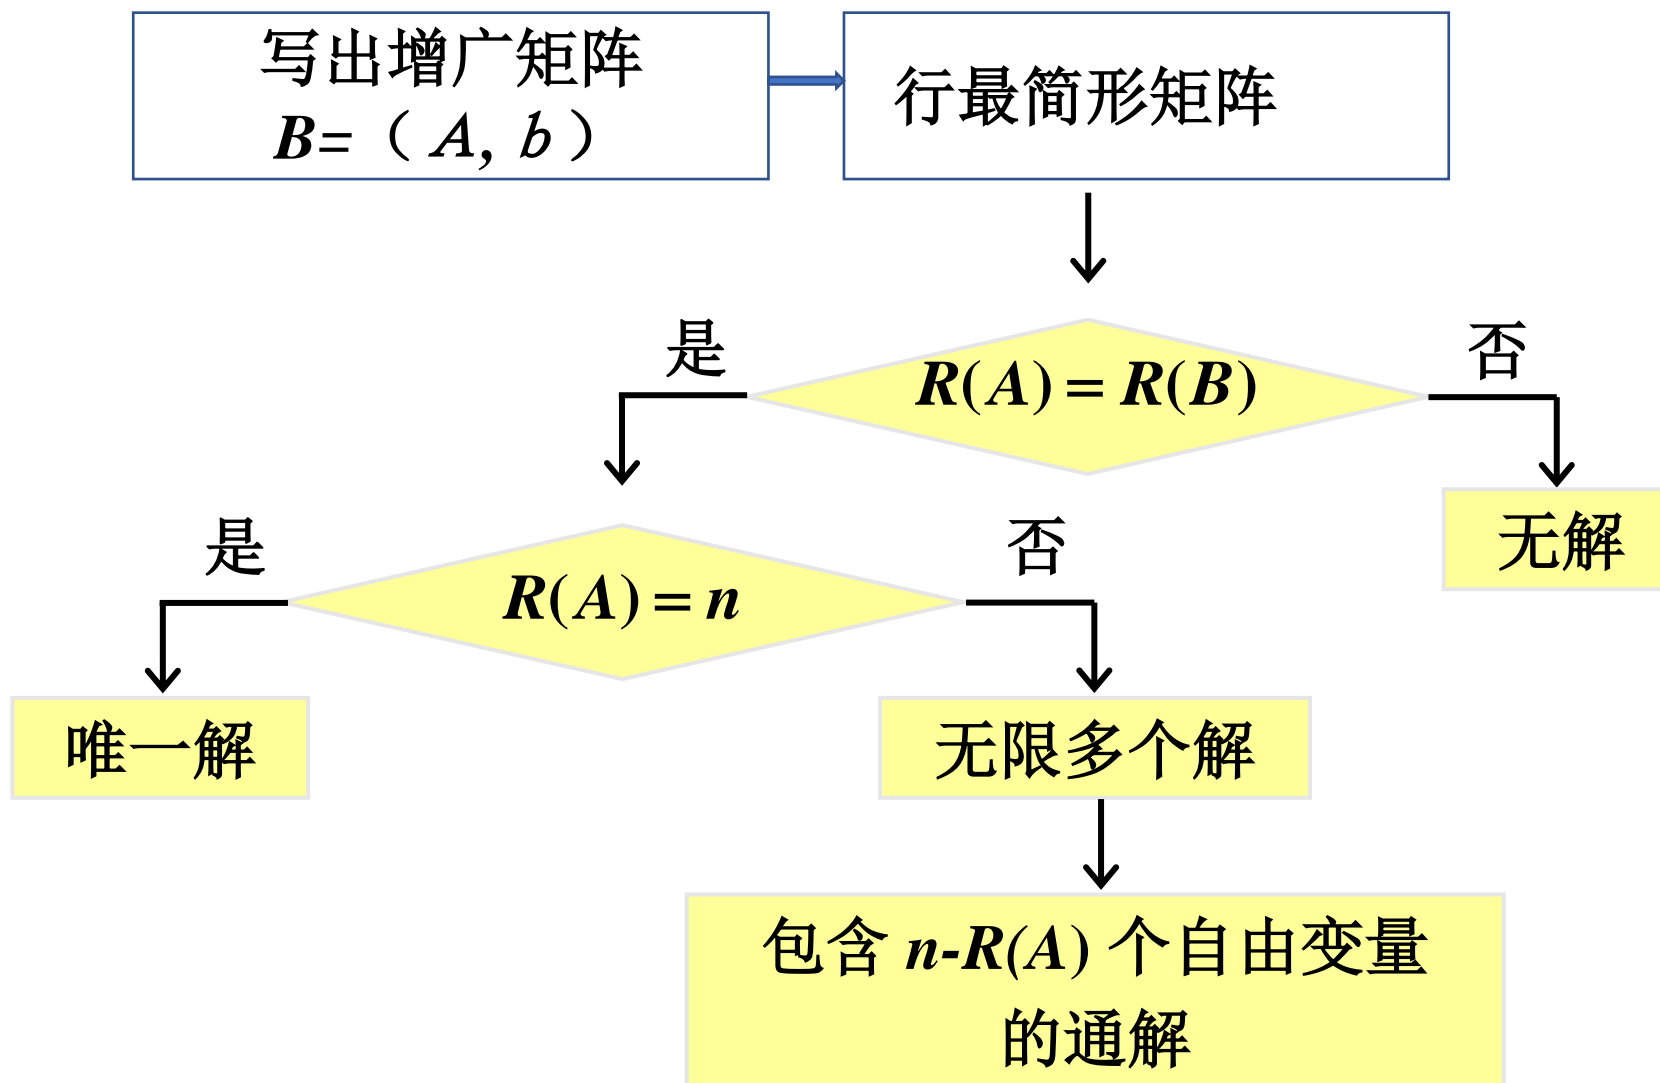 写出增广矩阵
B=（A, b）
行最简形矩阵
是
R(A) = R(B)
否
无解
是
R(A) = n
否
唯一解
无限多个解
包含 n-R(A) 个自由变量
的通解